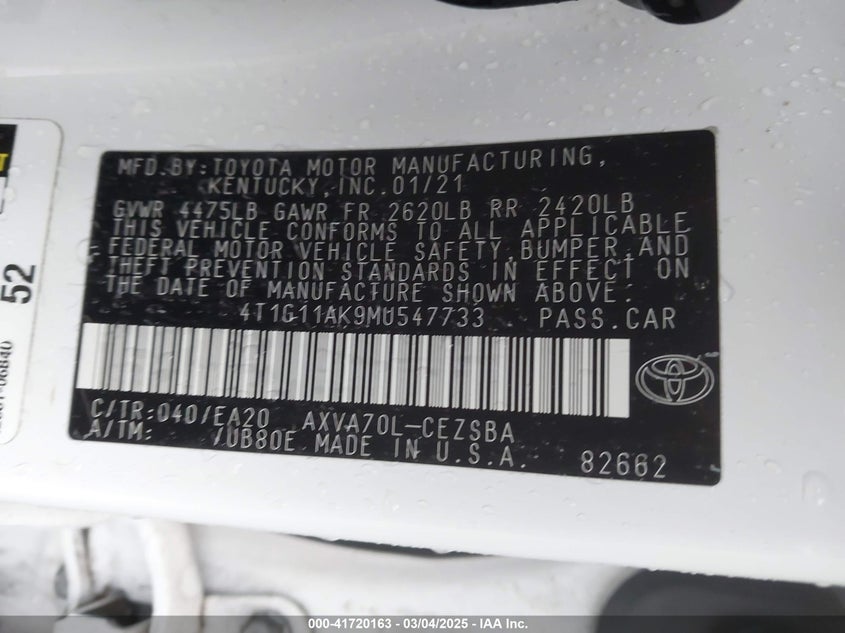 MFD.BY:TOYOTA MOTOR MANUFACTURING,
KENTUCKY,INC.01/21
GVWR 4475LB GAWR FR 2620LB RR 2420LB
THIS VEHICLE CONFORMS TO ALL APPLICABLE
FEDERAL MOTOR VEHICLE SAFETY,BUMPER,AND
THEFT PREVENTION STANDARDS IN EFFECT ON
THE DATE OF MANUFACTURE SHOWN ABOVE:
4T1G11AK9MU547733 PASS.CAR
C/TR:040/EA20 AXVA70L-CEZSBA
A/TM: /UB80E MADE IN U.S.A. 82662
52
000-41720163 - 03/04/2025 - IAA Inc.